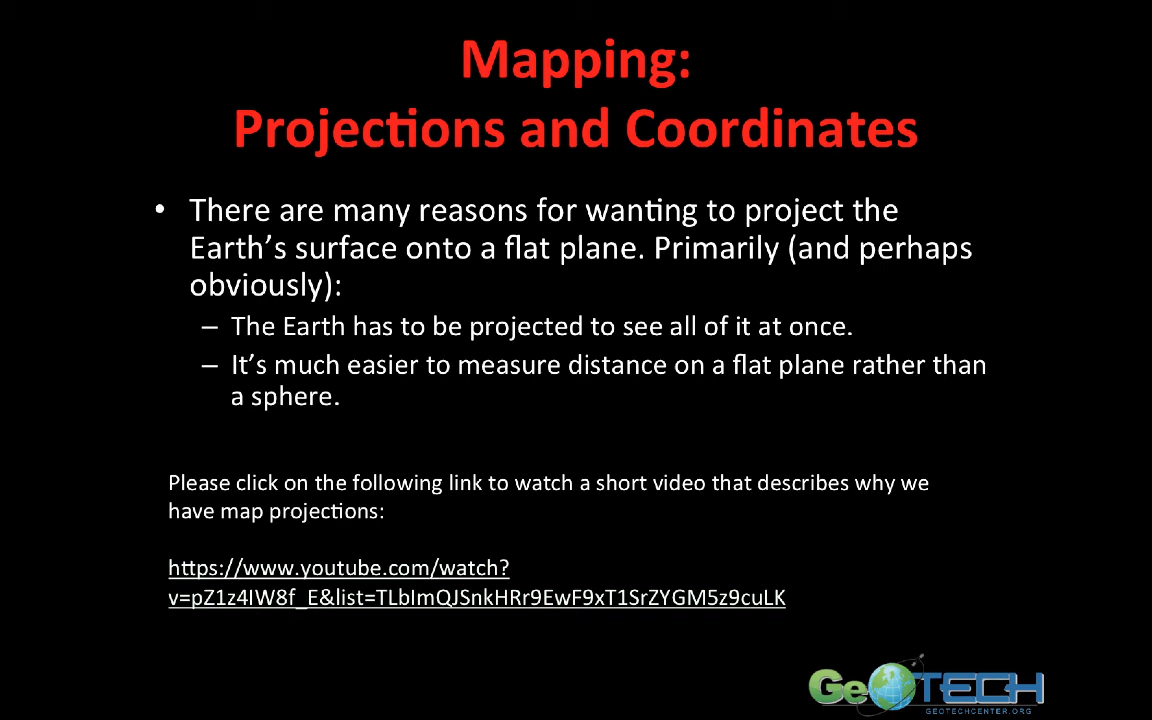 Mapping:
Projections and Coordinates
• There are many reasons for wanting to project the
Earth's surface onto a flat plane. Primarily (and perhaps
obviously):
– The Earth has to be projected to see all of it at once.
– It's much easier to measure distance on a flat plane rather than
a sphere.
Please click on the following link to watch a short video that describes why we
have map projections:
https://www.youtube.com/watch?
v=pZ1z4IW8f_E&list=TLbImQJSnkHRr9EwF9xT1SrZYGM5z9cuLK
GeoTECH
GEOTECHCENTER.ORG